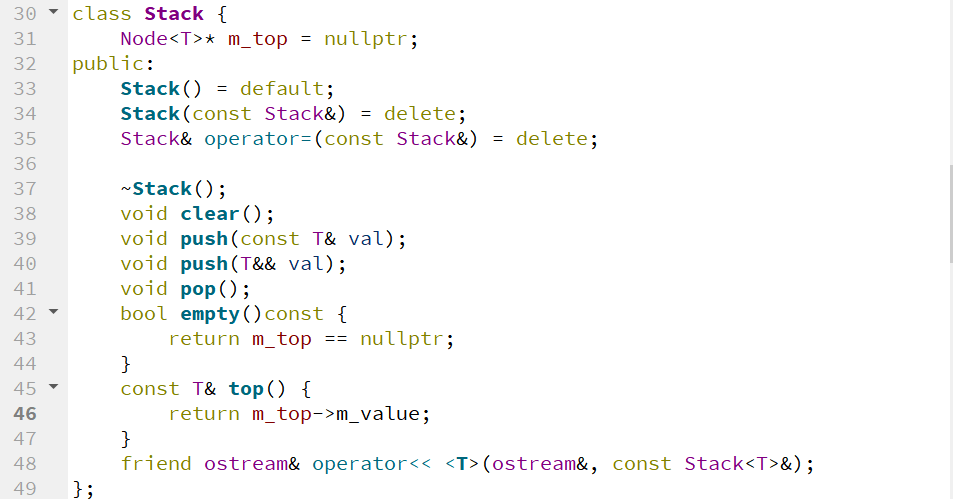 30 class Stack {
31     Node<T>* m_top = nullptr;
32 public:
33     Stack() = default;
34     Stack(const Stack&) = delete;
35     Stack& operator=(const Stack&) = delete;
36
37     ~Stack();
38     void clear();
39     void push(const T& val);
40     void push(T&& val);
41     void pop();
42     bool empty()const {
43         return m_top == nullptr;
44     }
45     const T& top() {
46         return m_top->m_value;
47     }
48     friend ostream& operator<< <T>(ostream&, const Stack<T>&);
49 };